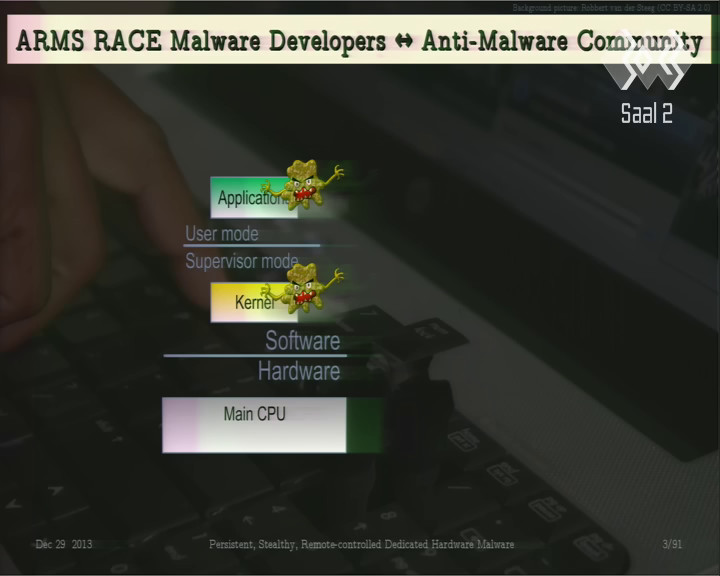 Background picture: Robbert van der Steeg (CC BY-SA 2.0)
ARMS RACE Malware Developers ⇔ Anti-Malware Community
Saal 2
Application
User mode
Supervisor mode
Kernel
Software
Hardware
Main CPU
Dec 29 2013 Persistent, Stealthy, Remote-controlled Dedicated Hardware Malware 3/91